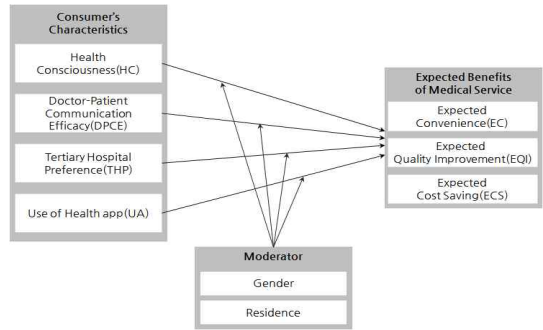 Consumer's
Characteristics
Health
Consciousness(HC)
Doctor-Patient
Communication
Efficacy(DPCE)
Tertiary Hospital
Preference(THP)
Use of Health app(UA)
Expected Benefits
of Medical Service
Expected
Convenience(EC)
Expected
Quality Improvement(EQI)
Expected
Cost Saving(ECS)
Moderator
Gender
Residence